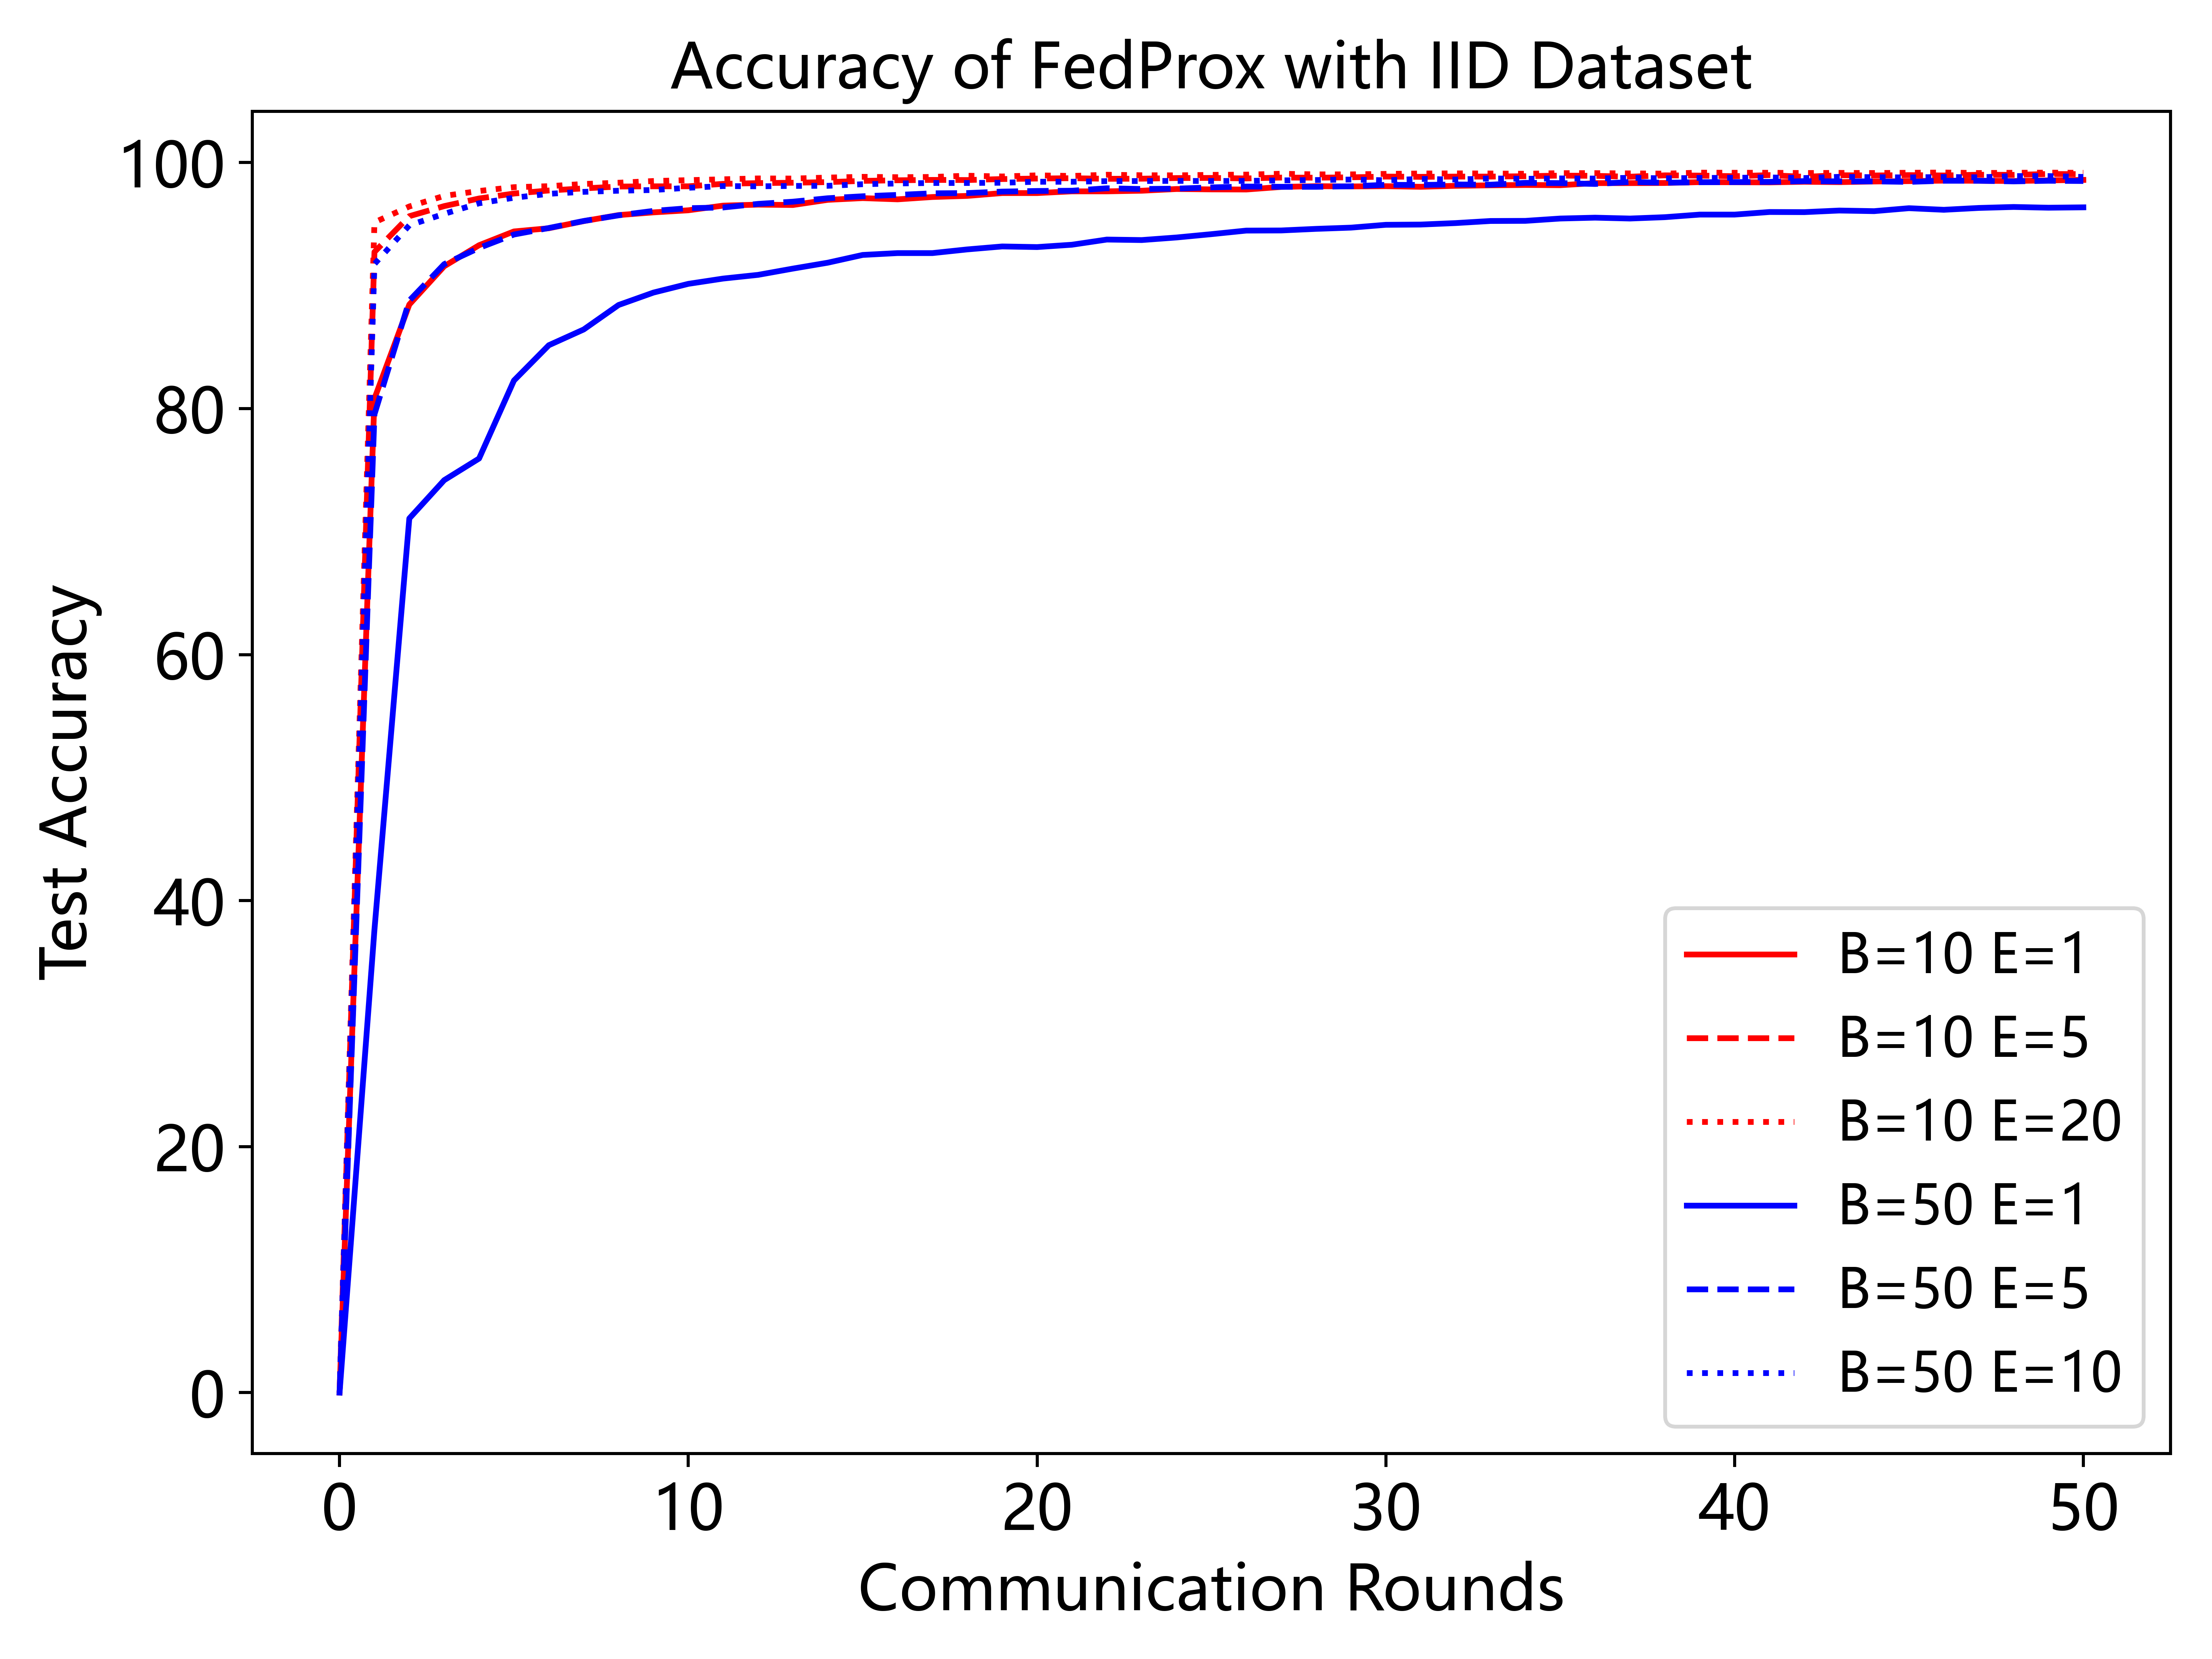 Accuracy of FedProx with IID Dataset
Test Accuracy
100
80
60
40
20
0
0 10 20 30 40 50
Communication Rounds
B=10 E=1
B=10 E=5
B=10 E=20
B=50 E=1
B=50 E=5
B=50 E=10